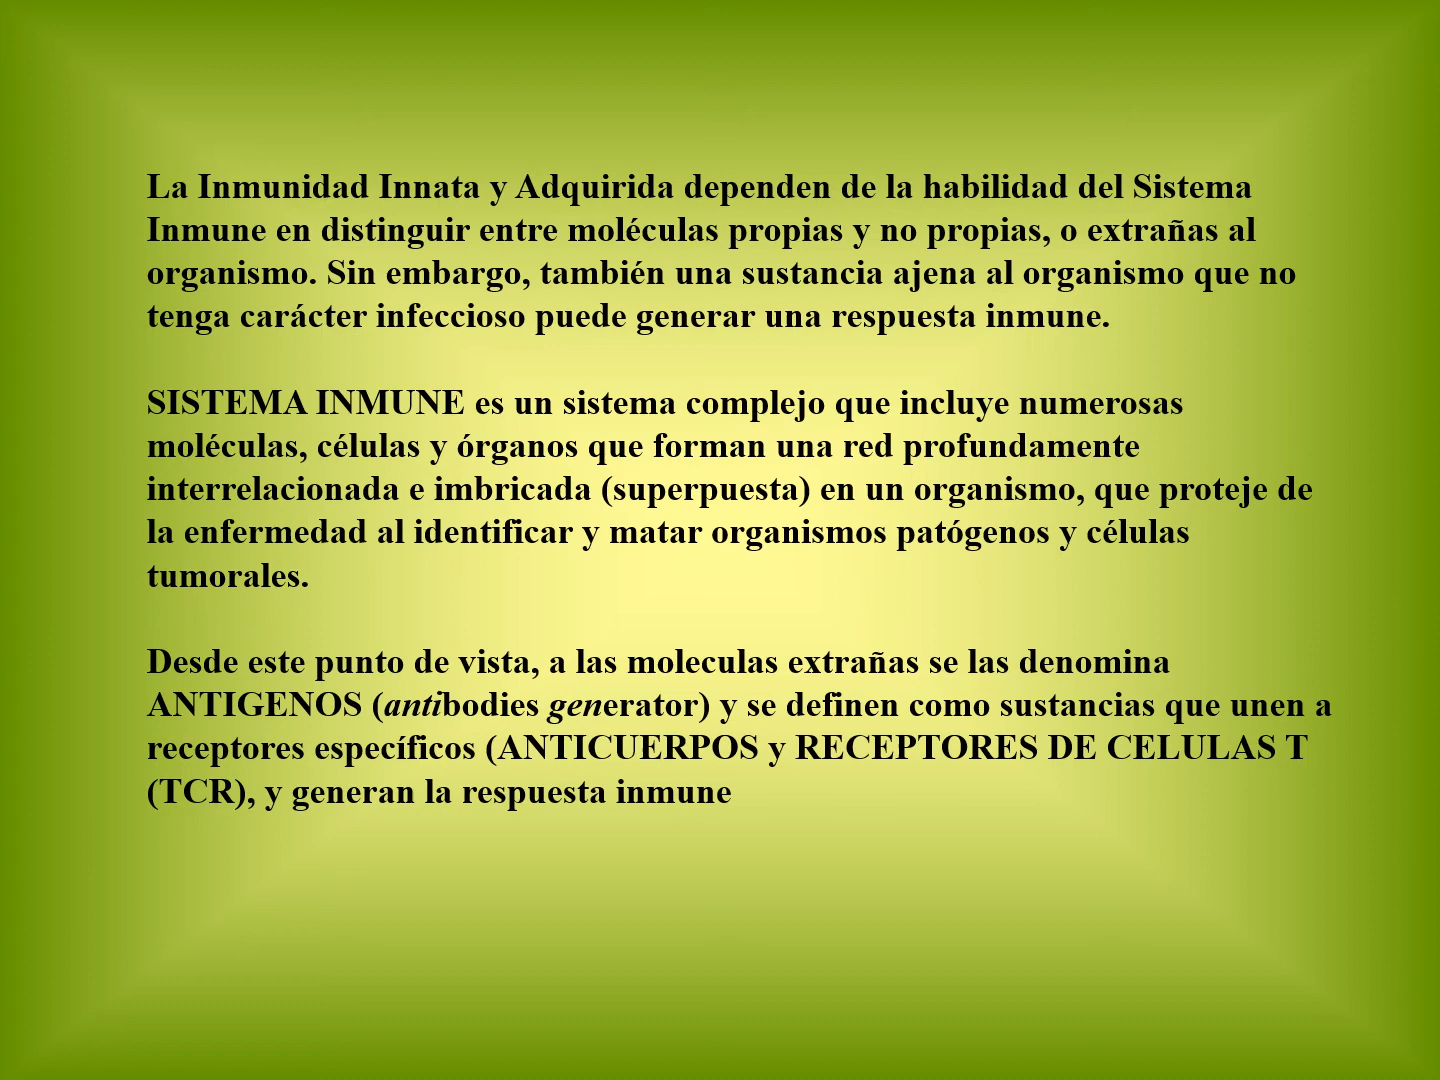 La Inmunidad Innata y Adquirida dependen de la habilidad del Sistema
Inmune en distinguir entre moléculas propias y no propias, o extrañas al
organismo. Sin embargo, también una sustancia ajena al organismo que no
tenga carácter infeccioso puede generar una respuesta inmune.
SISTEMA INMUNE es un sistema complejo que incluye numerosas
moléculas, células y órganos que forman una red profundamente
interrelacionada e imbricada (superpuesta) en un organismo, que proteje de
la enfermedad al identificar y matar organismos patógenos y células
tumorales.
Desde este punto de vista, a las moleculas extrañas se las denomina
ANTIGENOS (antibodies generator) y se definen como sustancias que unen a
receptores específicos (ANTICUERPOS y RECEPTORES DE CELULAS T
(TCR), y generan la respuesta inmune